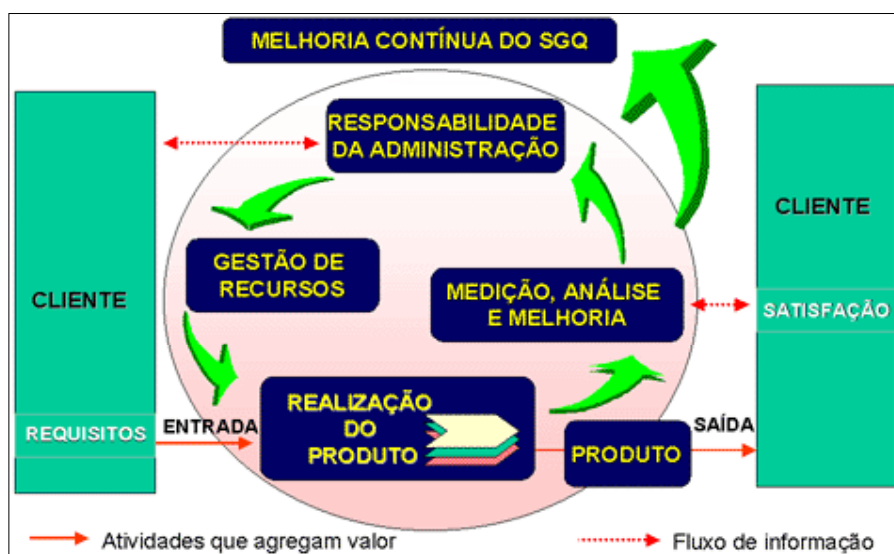 MELHORIA CONTÍNUA DO SGQ
RESPONSABILIDADE
DA ADMINISTRAÇÃO
CLIENTE
GESTÃO DE
RECURSOS
MEDIÇÃO, ANÁLISE
E MELHORIA
CLIENTE
SATISFAÇÃO
REQUISITOS
ENTRADA
REALIZAÇÃO
DO
PRODUTO
PRODUTO
SAÍDA
Atividades que agregam valor
Fluxo de informação